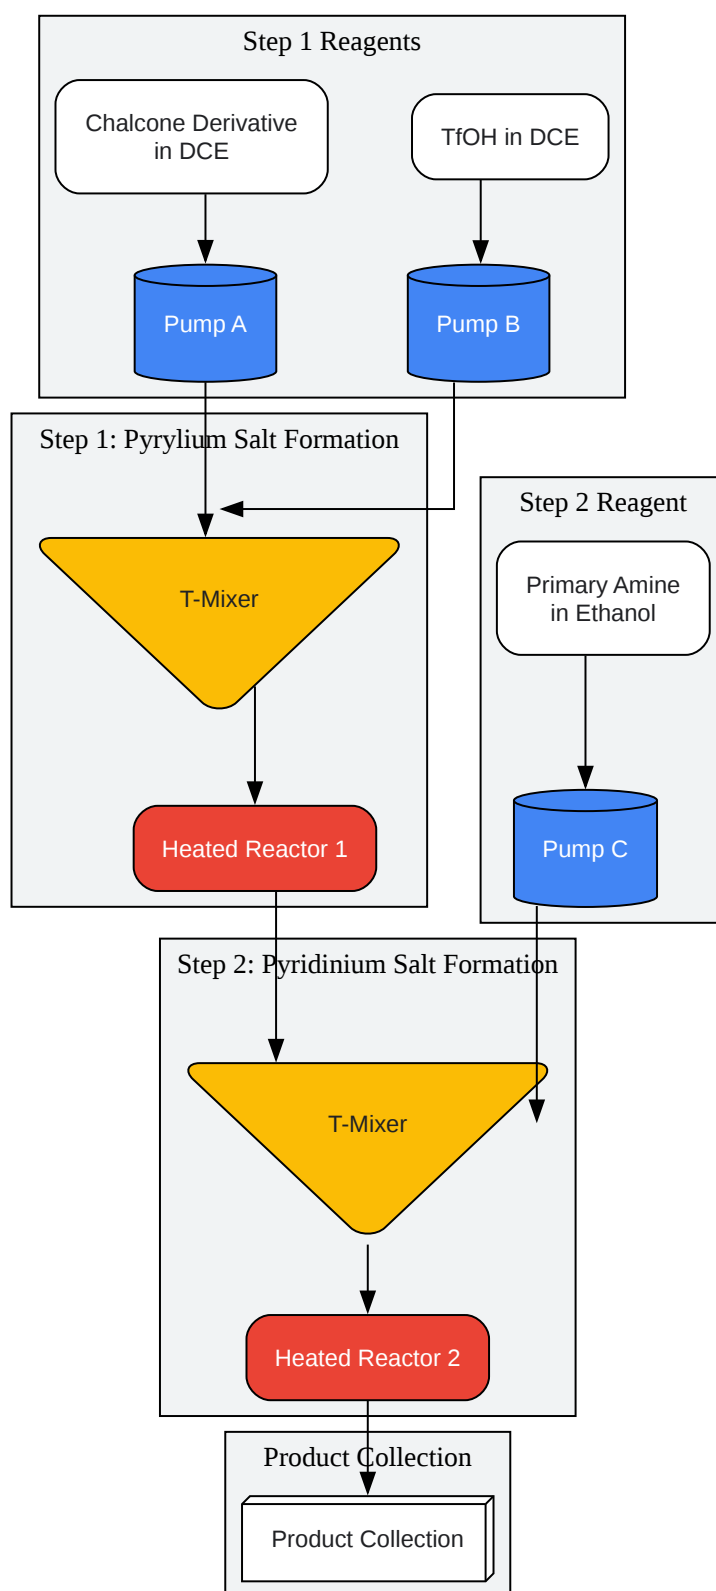 Step 1 Reagents
Chalcone Derivative
in DCE
TfOH in DCE
Pump A
Pump B
Step 1: Pyrylium Salt Formation
T-Mixer
Heated Reactor 1
Step 2 Reagent
Primary Amine
in Ethanol
Pump C
Step 2: Pyridinium Salt Formation
T-Mixer
Heated Reactor 2
Product Collection
Product Collection